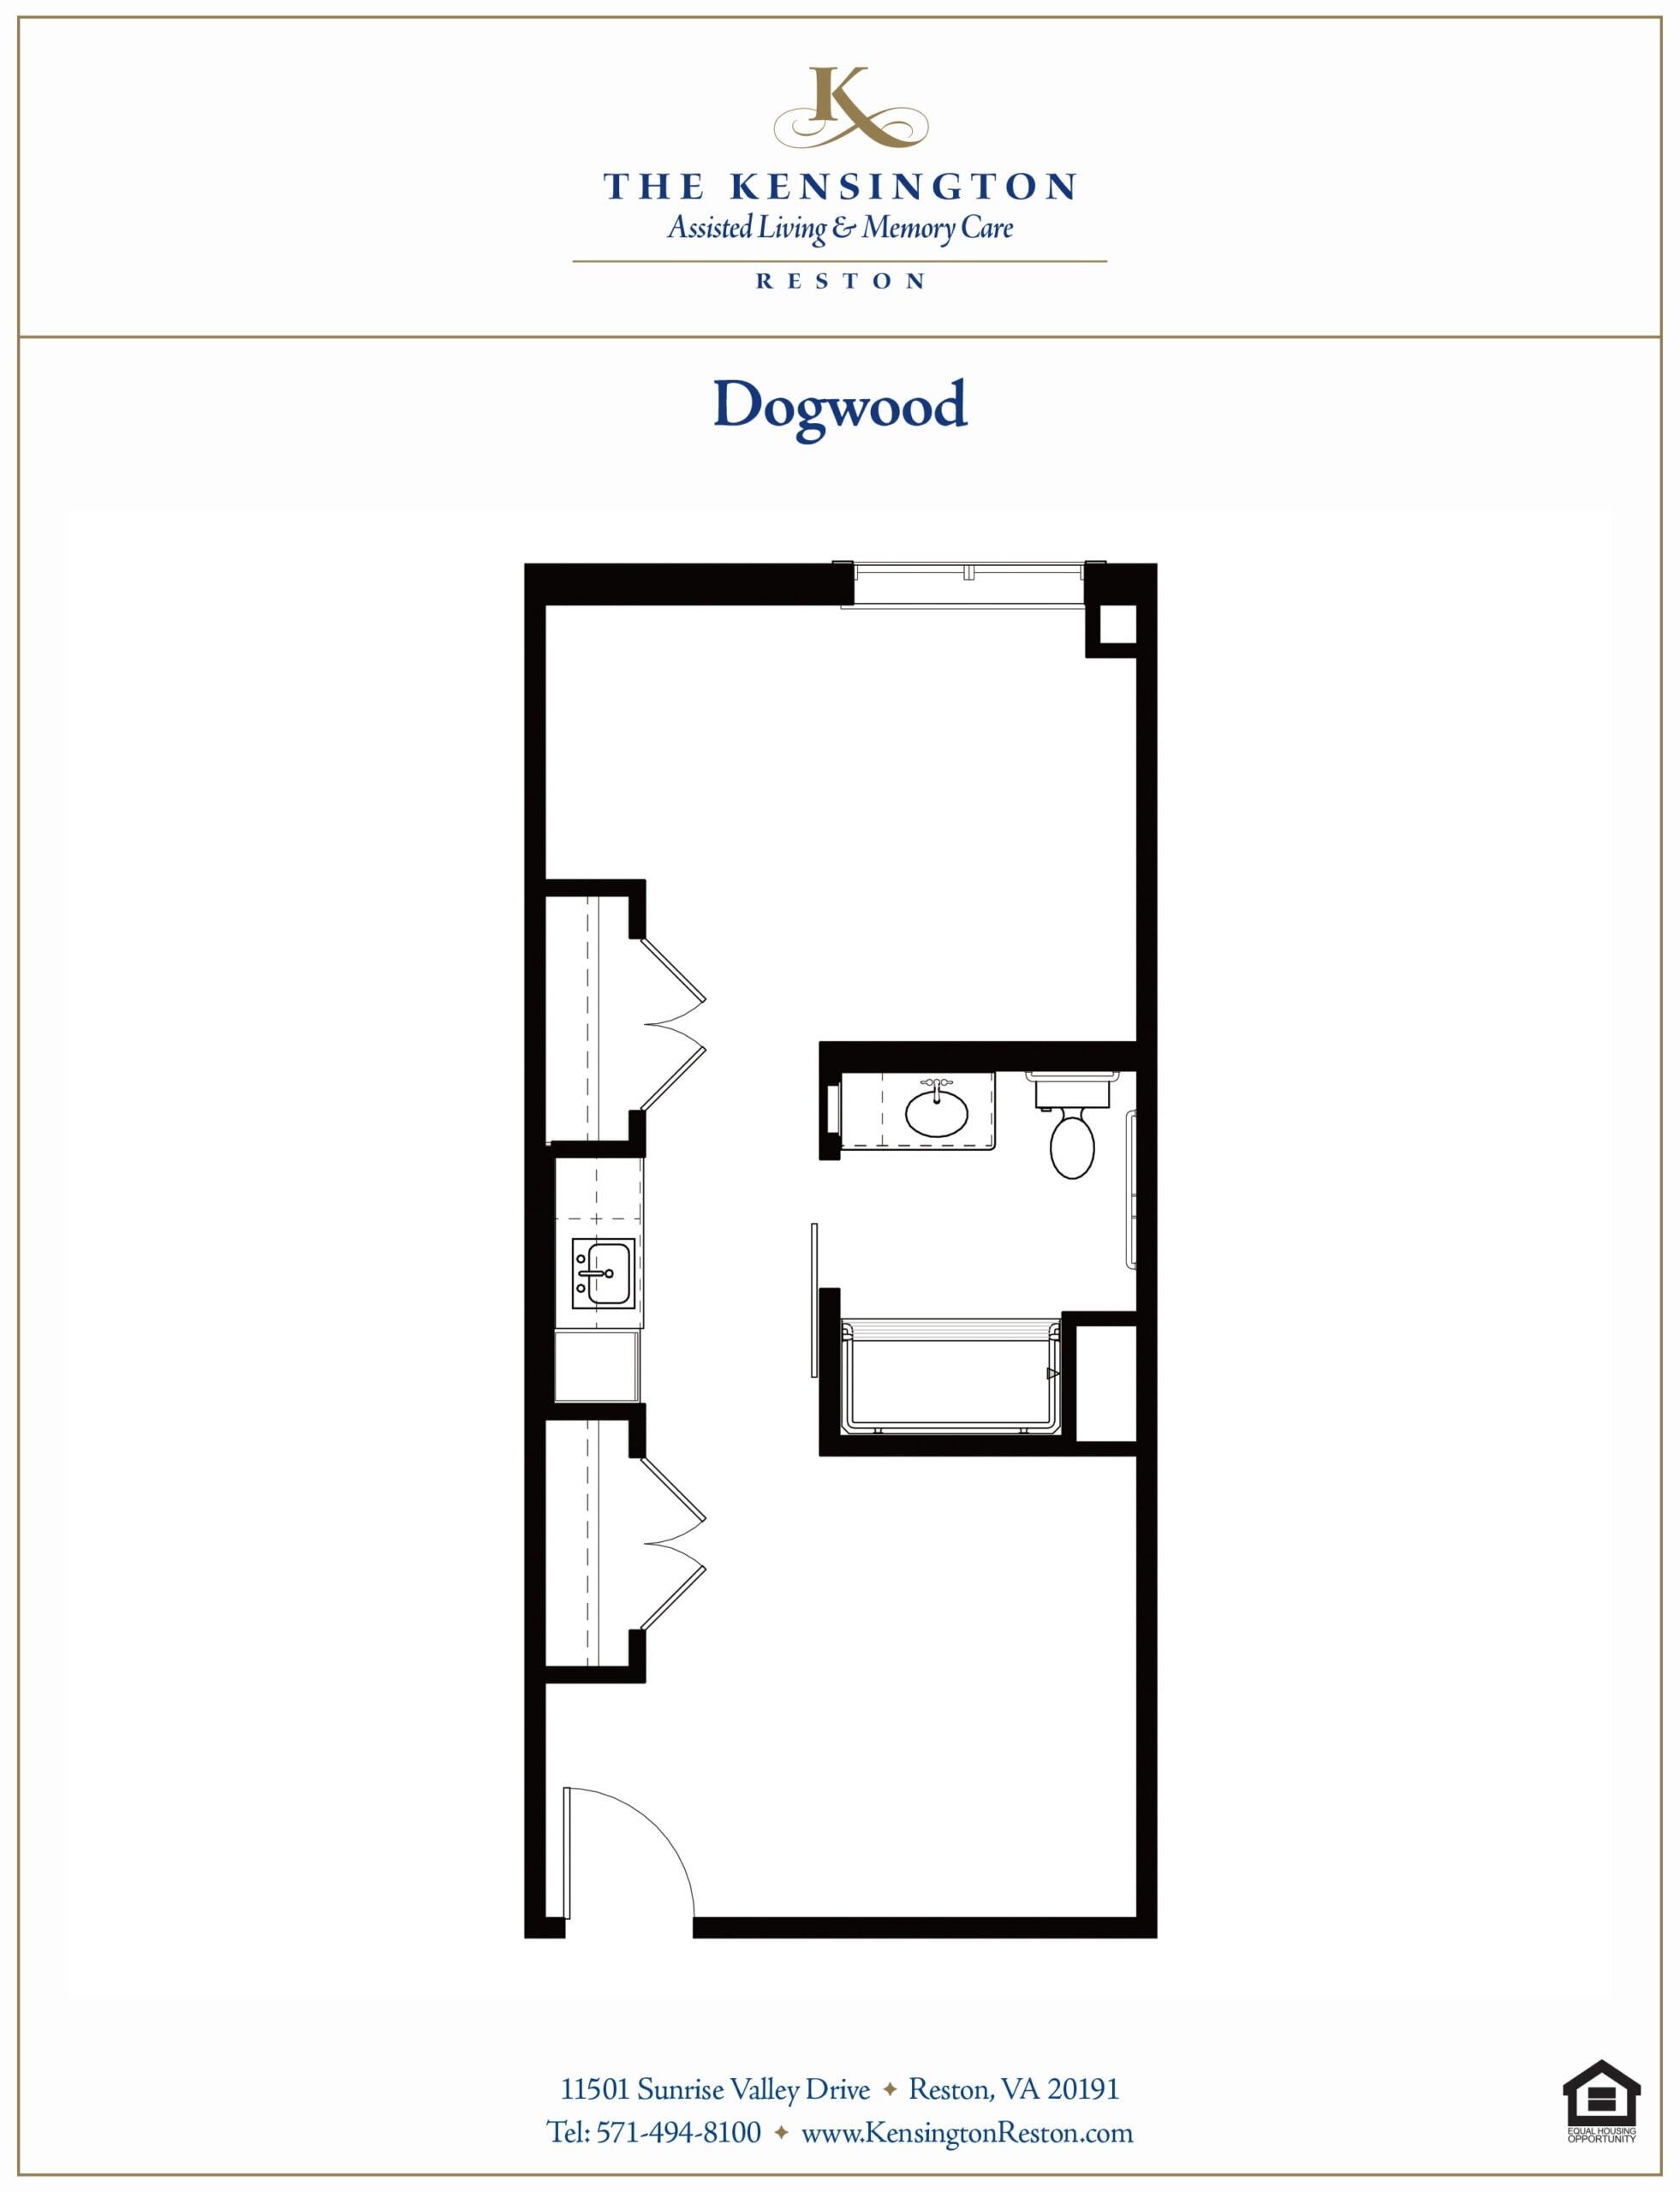 K
THE KENSINGTON
Assisted Living & Memory Care
RESTON
Dogwood
11501 Sunrise Valley Drive ✦ Reston, VA 20191
Tel: 571-494-8100 ✦ www.KensingtonReston.com
EQUAL HOUSING
OPPORTUNITY